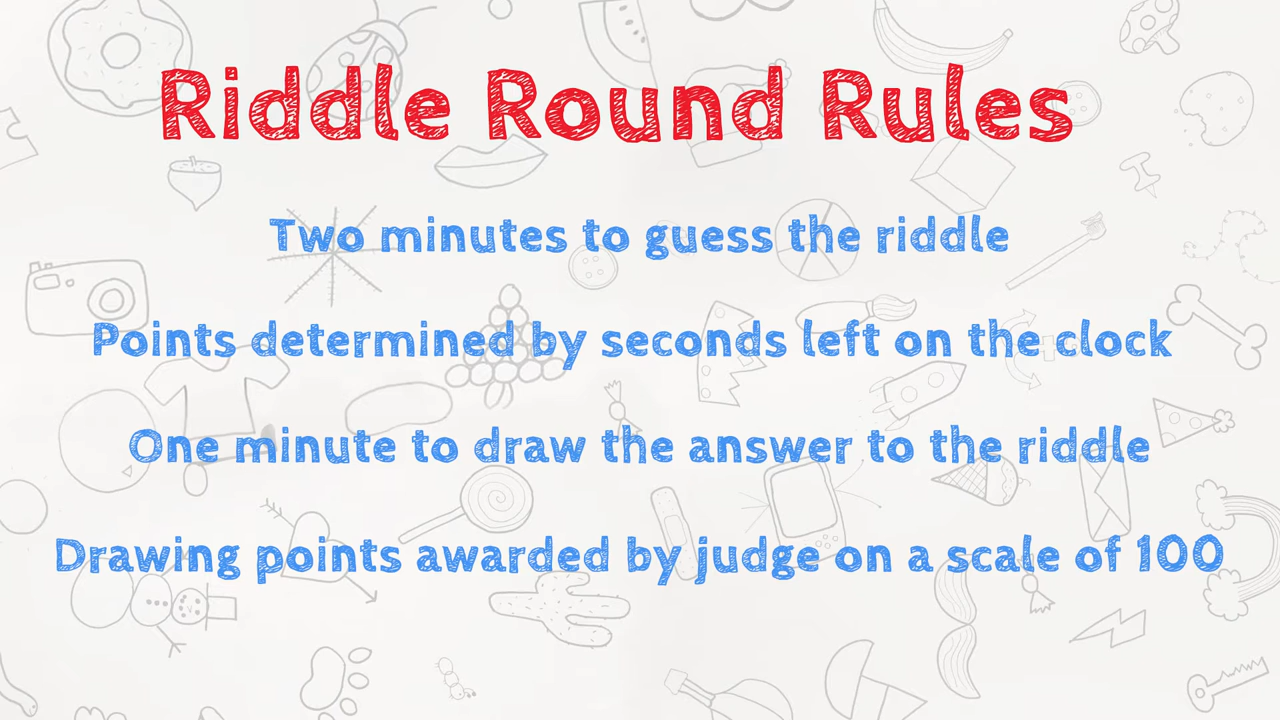 Riddle Round Rules
Two minutes to guess the riddle
Points determined by seconds left on the clock
One minute to draw the answer to the riddle
Drawing points awarded by judge on a scale of 100